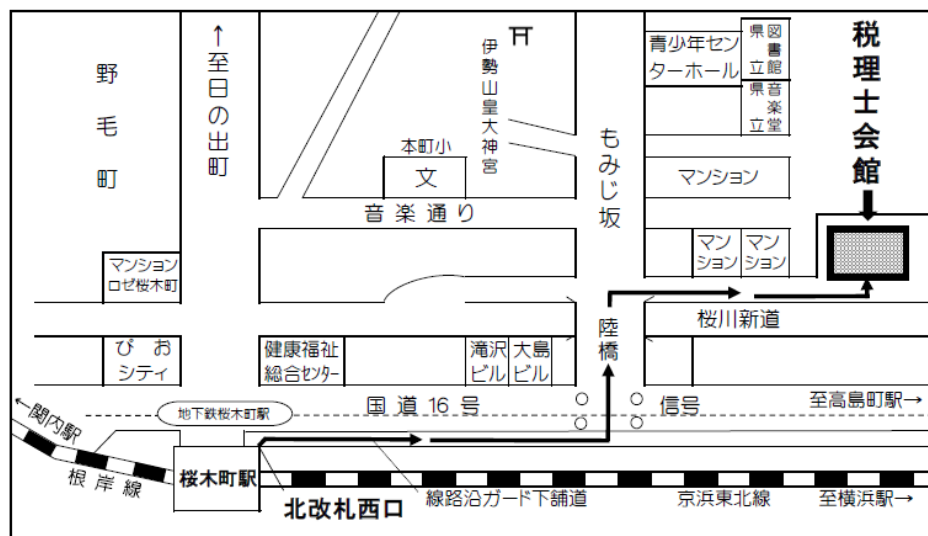 野毛町
↑至日の出町
伊勢山皇大神宮
本町小
文
音楽通り
もみじ坂
青少年セン
ターホール
県立
図書館
県立
音楽堂
マンション
税理士会館
マンション
ロゼ桜木町
マン
ション
マン
ション
桜川新道
陸橋
ぴお
シティ
健康福祉
総合センター
滝沢
ビル
大島
ビル
国道16号
信号
至高島町駅→
地下鉄桜木町駅
←関内駅
根岸線
桜木町駅
北改札西口
線路沿ガード下舗道
京浜東北線
至横浜駅→